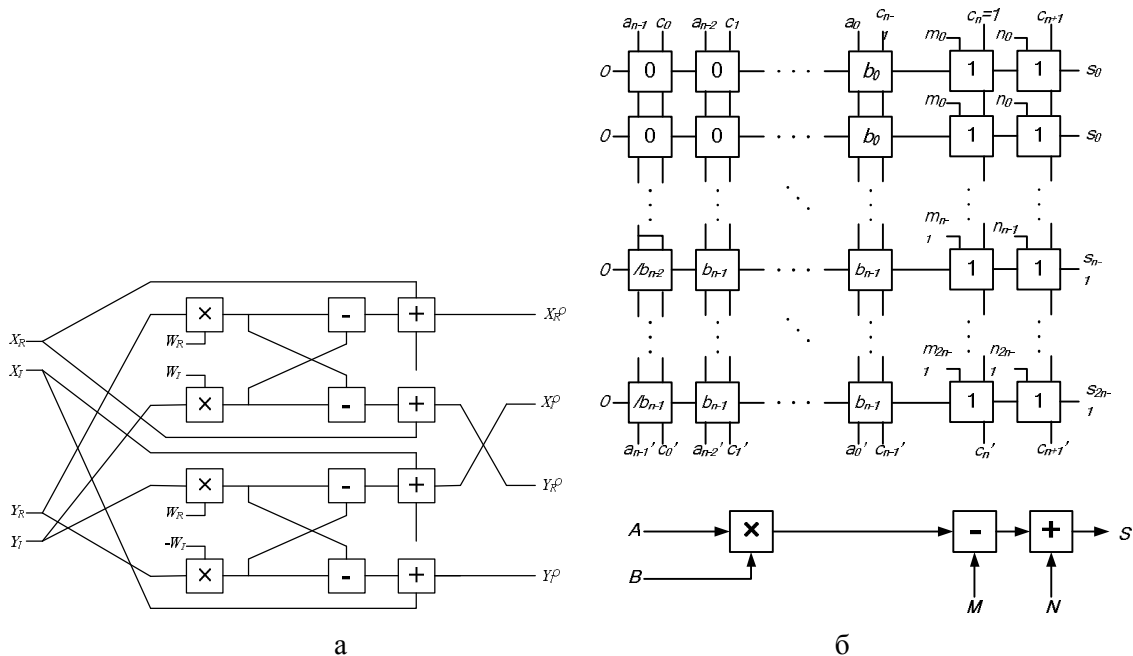 X_R
X_I
Y_R
Y_I
×
W_R
W_I
×
×
W_R
-W_I
×
-
-
-
-
+
+
+
+
X_R^ρ
X_I^ρ
Y_R^ρ
Y_I^ρ
а
a_{n-1} c_0 a_{n-2} c_1 a_0 c_{n-1} c_n=1 c_{n+1}
m_0 n_0
0 0 0 · · · b_0 1 1 s_0
m_0 n_0
0 0 0 · · · b_0 1 1 s_0
m_{n-1} n_{n-1}
0 /b_{n-2} b_{n-1} · · · b_{n-1} 1 1 s_{n-1}
m_{2n-1} n_{2n-1}
0 /b_{n-1} b_{n-1} · · · b_{n-1} 1 1 s_{2n-1}
a_{n-1}' c_0' a_{n-2}' c_1' a_0' c_{n-1}' c_n' c_{n+1}'
A × - + S
B M N
б